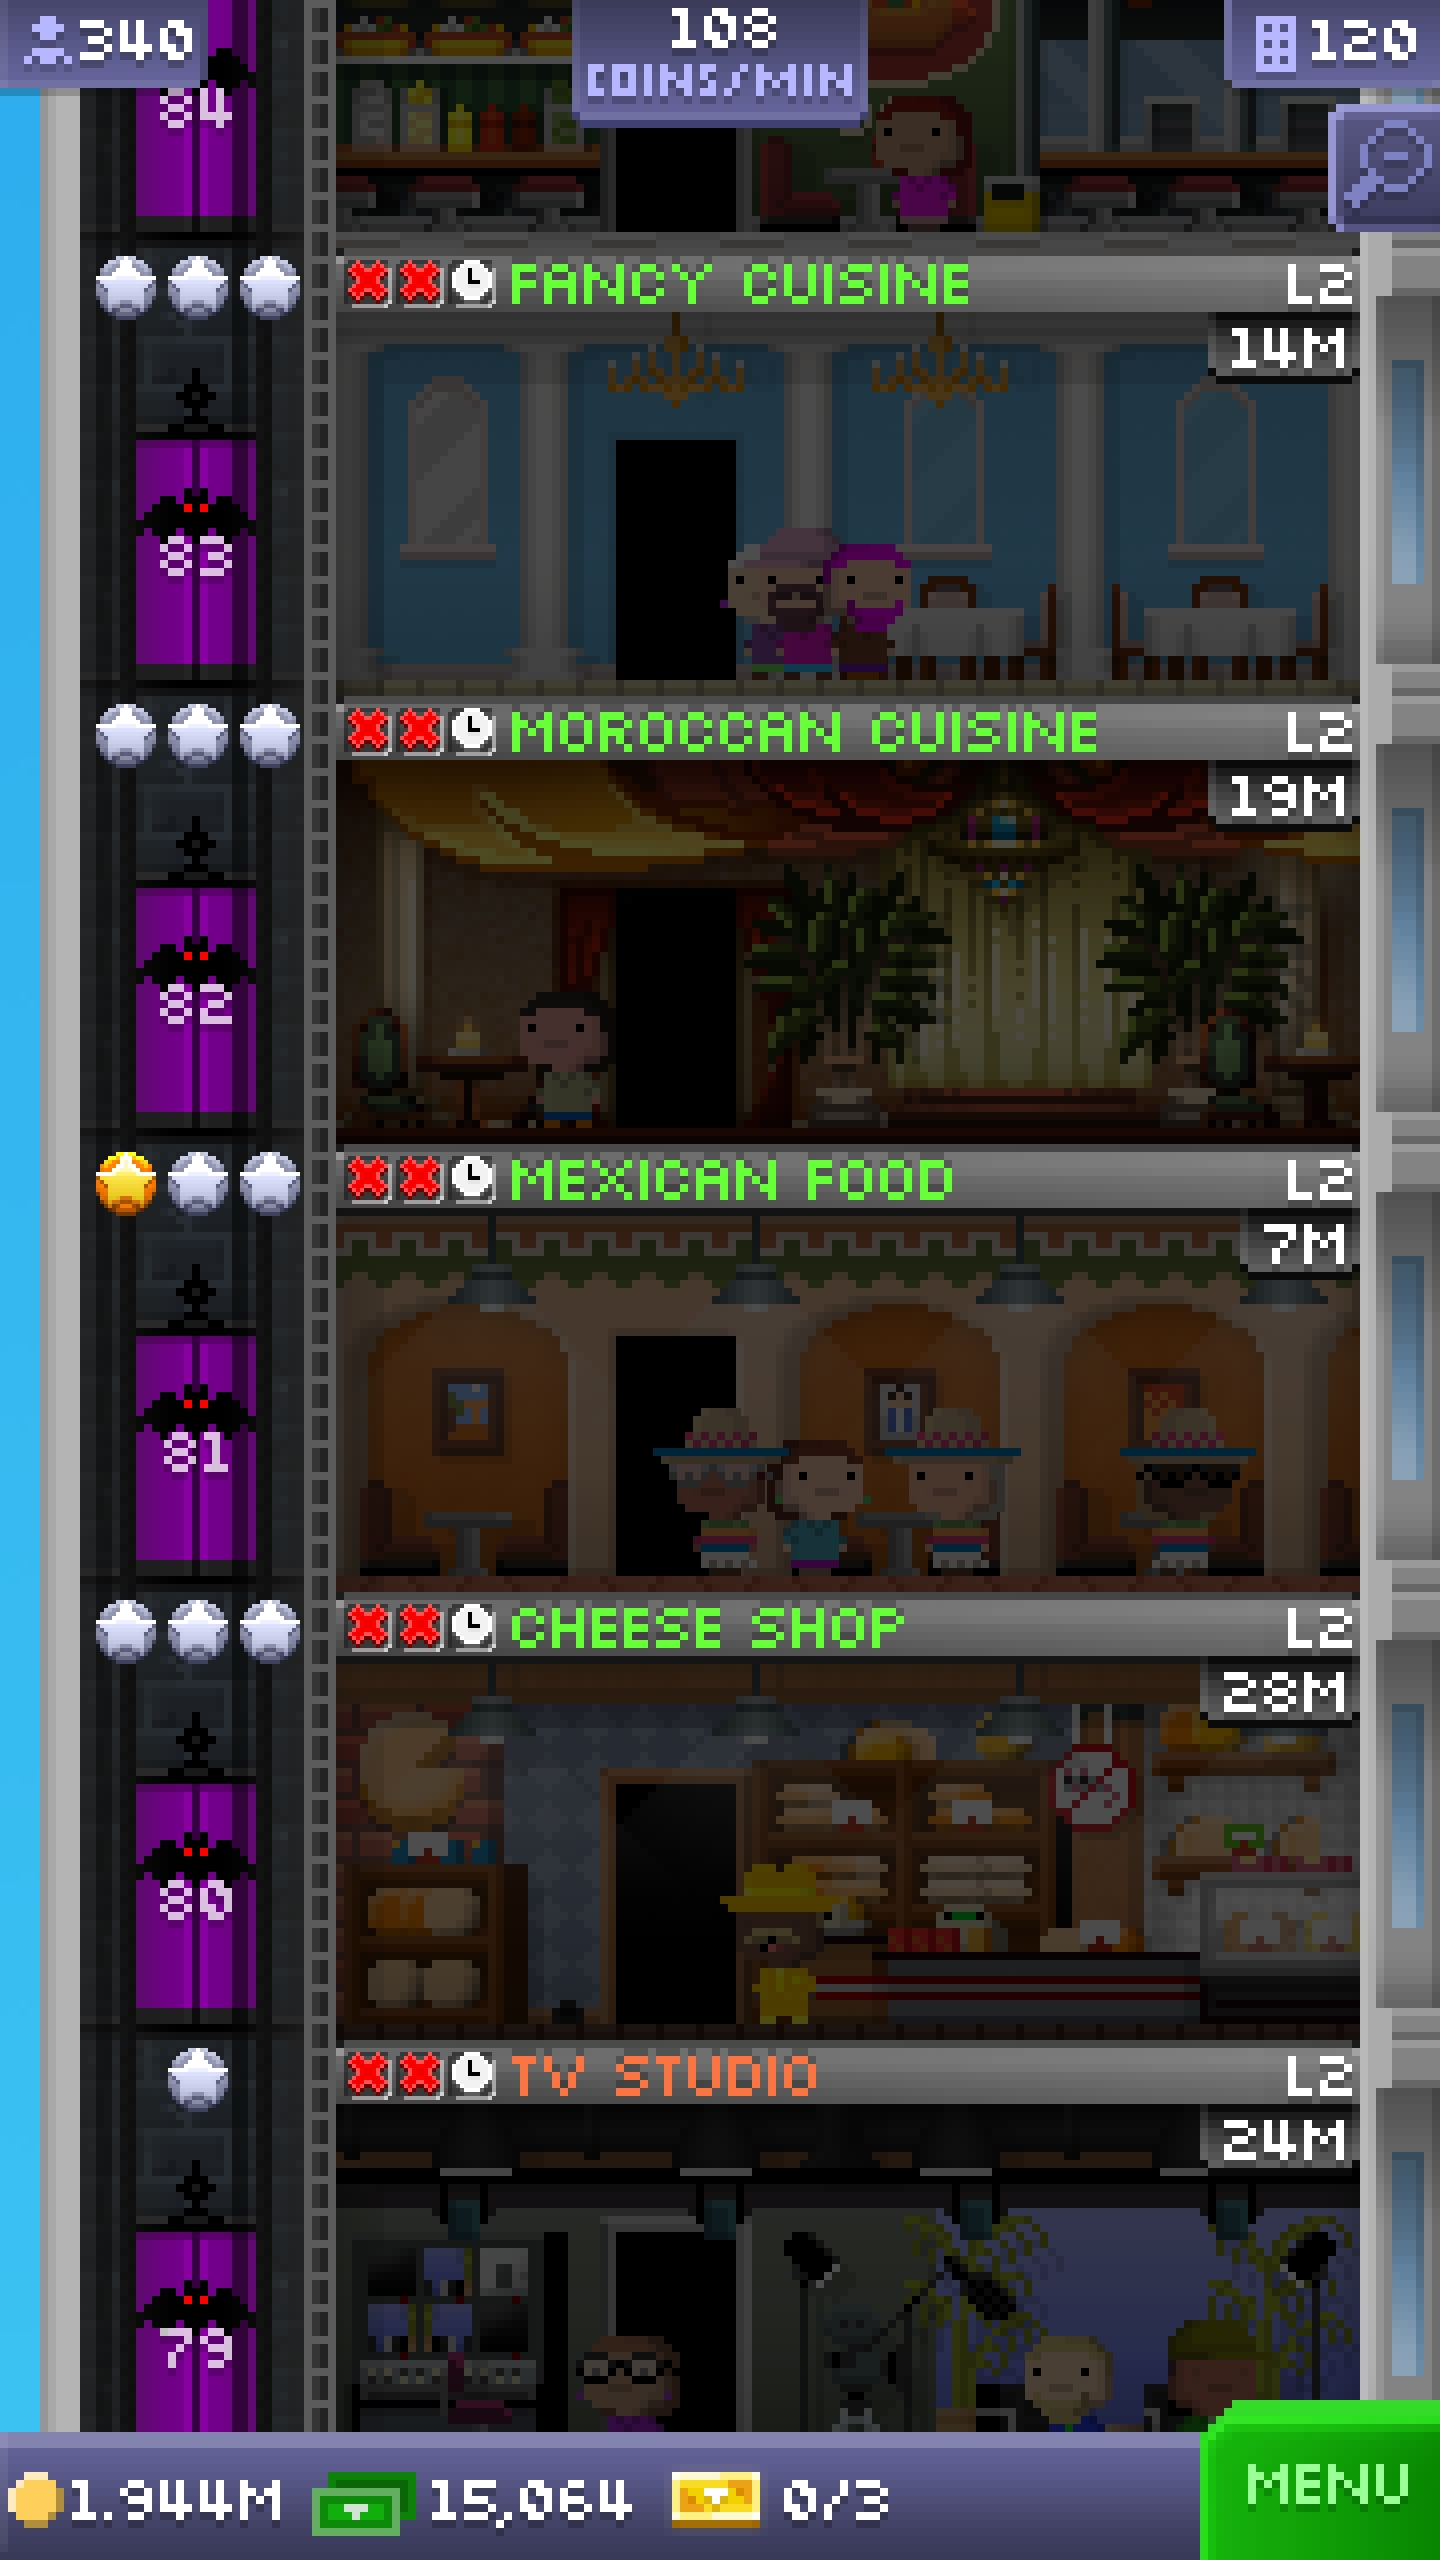 340
108
COINS/MIN
120
84
FANCY CUISINE L2
14M
83
MOROCCAN CUISINE L2
19M
82
MEXICAN FOOD L2
7M
81
CHEESE SHOP L2
28M
80
TV STUDIO L2
24M
79
1.944M 15,064 0/3 MENU